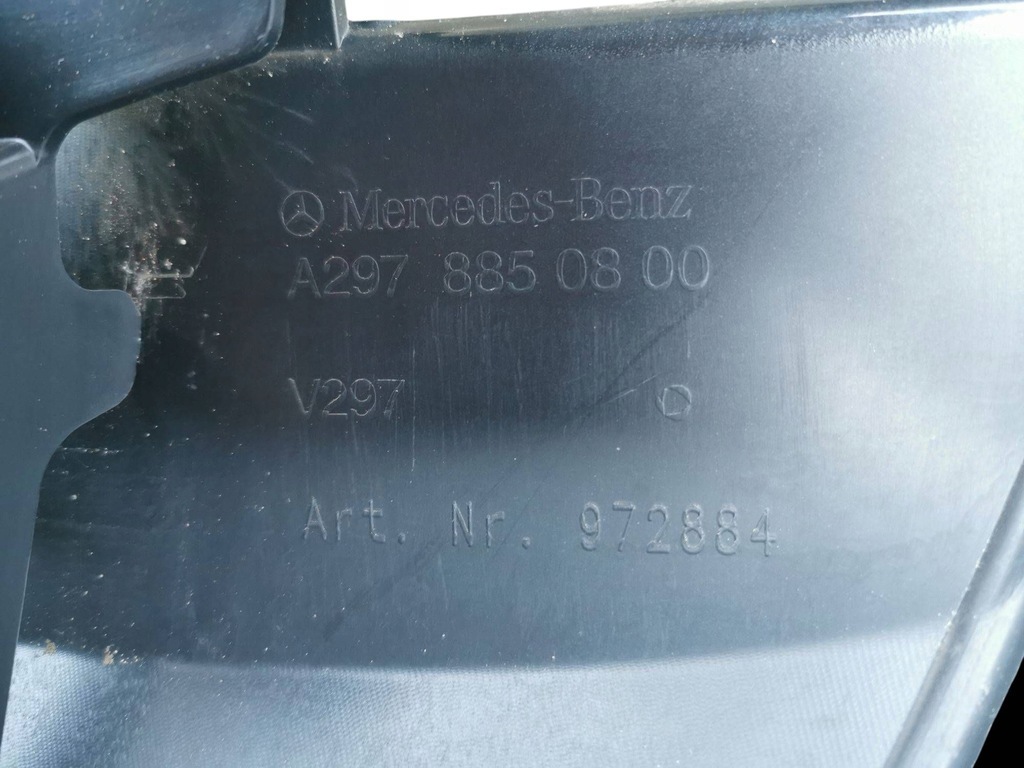 Mercedes-Benz
A297 885 08 00
V297
Art. Nr. 972884